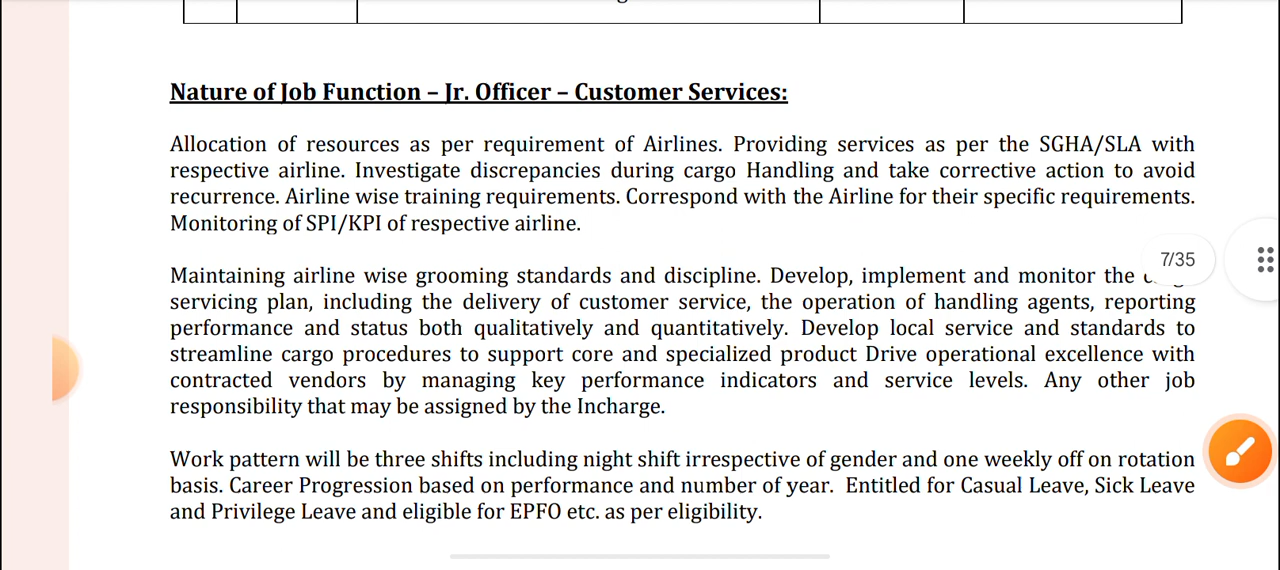 Nature of Job Function – Jr. Officer – Customer Services:
Allocation of resources as per requirement of Airlines. Providing services as per the SGHA/SLA with
respective airline. Investigate discrepancies during cargo Handling and take corrective action to avoid
recurrence. Airline wise training requirements. Correspond with the Airline for their specific requirements.
Monitoring of SPI/KPI of respective airline.
7/35
Maintaining airline wise grooming standards and discipline. Develop, implement and monitor the
servicing plan, including the delivery of customer service, the operation of handling agents, reporting
performance and status both qualitatively and quantitatively. Develop local service and standards to
streamline cargo procedures to support core and specialized product Drive operational excellence with
contracted vendors by managing key performance indicators and service levels. Any other job
responsibility that may be assigned by the Incharge.
Work pattern will be three shifts including night shift irrespective of gender and one weekly off on rotation
basis. Career Progression based on performance and number of year. Entitled for Casual Leave, Sick Leave
and Privilege Leave and eligible for EPFO etc. as per eligibility.